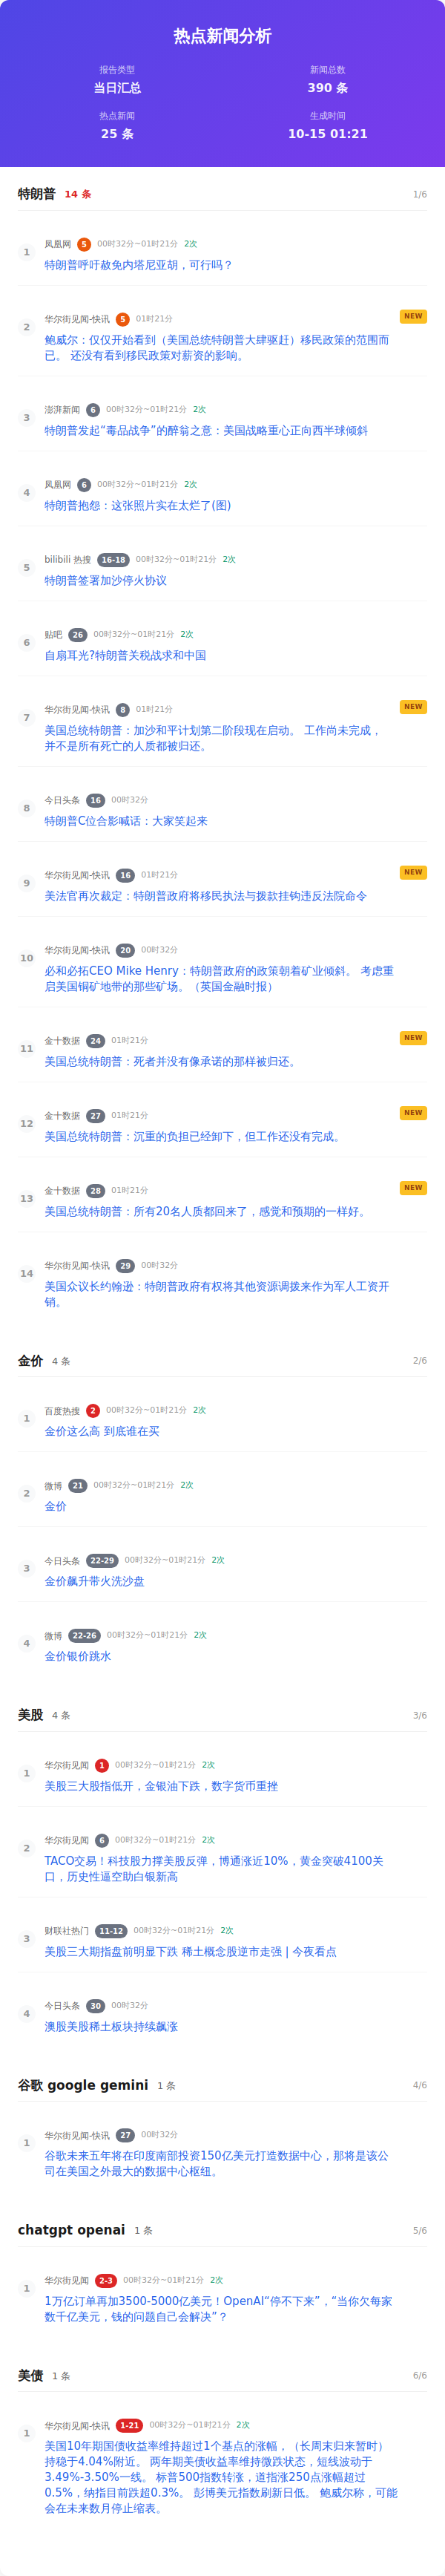 热点新闻分析
报告类型
当日汇总
新闻总数
390 条
热点新闻
25 条
生成时间
10-15 01:21
特朗普 14 条 1/6
1
凤凰网 5 00时32分~01时21分 2次
特朗普呼吁赦免内塔尼亚胡，可行吗？
2
华尔街见闻-快讯 5 01时21分 NEW
鲍威尔：仅仅开始看到（美国总统特朗普大肆驱赶）移民政策的范围而
已。 还没有看到移民政策对薪资的影响。
3
澎湃新闻 6 00时32分~01时21分 2次
特朗普发起“毒品战争”的醉翁之意：美国战略重心正向西半球倾斜
4
凤凰网 6 00时32分~01时21分 2次
特朗普抱怨：这张照片实在太烂了(图)
5
bilibili 热搜 16-18 00时32分~01时21分 2次
特朗普签署加沙停火协议
6
贴吧 26 00时32分~01时21分 2次
自扇耳光?特朗普关税战求和中国
7
华尔街见闻-快讯 8 01时21分 NEW
美国总统特朗普：加沙和平计划第二阶段现在启动。 工作尚未完成，
并不是所有死亡的人质都被归还。
8
今日头条 16 00时32分
特朗普C位合影喊话：大家笑起来
9
华尔街见闻-快讯 16 01时21分 NEW
美法官再次裁定：特朗普政府将移民执法与拨款挂钩违反法院命令
10
华尔街见闻-快讯 20 00时32分
必和必拓CEO Mike Henry：特朗普政府的政策朝着矿业倾斜。 考虑重
启美国铜矿地带的那些矿场。（英国金融时报）
11
金十数据 24 01时21分 NEW
美国总统特朗普：死者并没有像承诺的那样被归还。
12
金十数据 27 01时21分 NEW
美国总统特朗普：沉重的负担已经卸下，但工作还没有完成。
13
金十数据 28 01时21分 NEW
美国总统特朗普：所有20名人质都回来了，感觉和预期的一样好。
14
华尔街见闻-快讯 29 00时32分
美国众议长约翰逊：特朗普政府有权将其他资源调拨来作为军人工资开
销。
金价 4 条 2/6
1
百度热搜 2 00时32分~01时21分 2次
金价这么高 到底谁在买
2
微博 21 00时32分~01时21分 2次
金价
3
今日头条 22-29 00时32分~01时21分 2次
金价飙升带火洗沙盘
4
微博 22-26 00时32分~01时21分 2次
金价银价跳水
美股 4 条 3/6
1
华尔街见闻 1 00时32分~01时21分 2次
美股三大股指低开，金银油下跌，数字货币重挫
2
华尔街见闻 6 00时32分~01时21分 2次
TACO交易！科技股力撑美股反弹，博通涨近10%，黄金突破4100关
口，历史性逼空助白银新高
3
财联社热门 11-12 00时32分~01时21分 2次
美股三大期指盘前明显下跌 稀土概念股逆市走强 | 今夜看点
4
今日头条 30 00时32分
澳股美股稀土板块持续飙涨
谷歌 google gemini 1 条 4/6
1
华尔街见闻-快讯 27 00时32分
谷歌未来五年将在印度南部投资150亿美元打造数据中心，那将是该公
司在美国之外最大的数据中心枢纽。
chatgpt openai 1 条 5/6
1
华尔街见闻 2-3 00时32分~01时21分 2次
1万亿订单再加3500-5000亿美元！OpenAI“停不下来”，“当你欠每家
数千亿美元，钱的问题自己会解决”？
美债 1 条 6/6
1
华尔街见闻-快讯 1-21 00时32分~01时21分 2次
美国10年期国债收益率维持超过1个基点的涨幅，（长周末归来暂时）
持稳于4.04%附近。 两年期美债收益率维持微跌状态，短线波动于
3.49%-3.50%一线。 标普500指数转涨，道指涨250点涨幅超过
0.5%，纳指目前跌超0.3%。 彭博美元指数刷新日低。 鲍威尔称，可能
会在未来数月停止缩表。